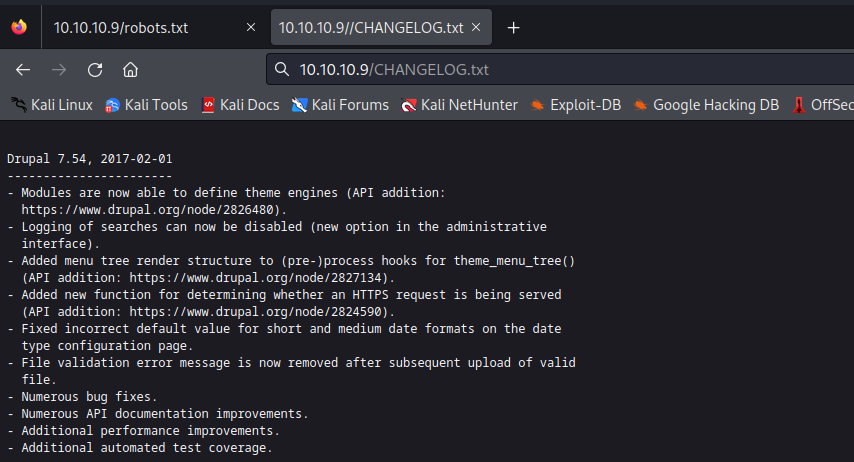 10.10.10.9/robots.txt
10.10.10.9//CHANGELOG.txt
10.10.10.9/CHANGELOG.txt
Kali Linux
Kali Tools
Kali Docs
Kali Forums
Kali NetHunter
Exploit-DB
Google Hacking DB
OffSec
Drupal 7.54, 2017-02-01
-----------------------
- Modules are now able to define theme engines (API addition:
https://www.drupal.org/node/2826480).
- Logging of searches can now be disabled (new option in the administrative
interface).
- Added menu tree render structure to (pre-)process hooks for theme_menu_tree()
(API addition: https://www.drupal.org/node/2827134).
- Added new function for determining whether an HTTPS request is being served
(API addition: https://www.drupal.org/node/2824590).
- Fixed incorrect default value for short and medium date formats on the date
type configuration page.
- File validation error message is now removed after subsequent upload of valid
file.
- Numerous bug fixes.
- Numerous API documentation improvements.
- Additional performance improvements.
- Additional automated test coverage.